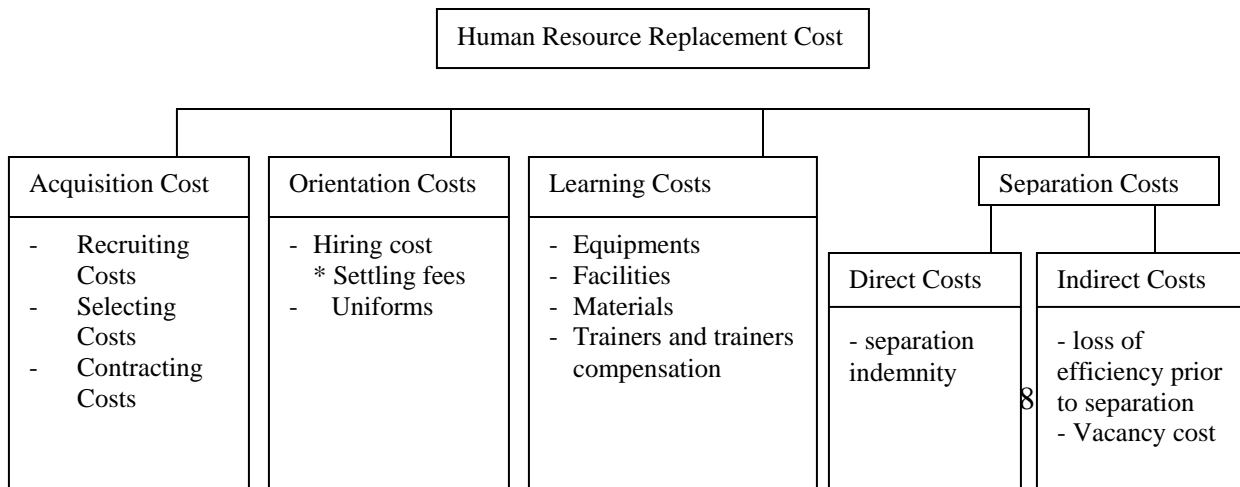 Human Resource Replacement Cost
Acquisition Cost
- Recruiting
Costs
- Selecting
Costs
- Contracting
Costs
Orientation Costs
- Hiring cost
* Settling fees
- Uniforms
Learning Costs
- Equipments
- Facilities
- Materials
- Trainers and trainers
compensation
Separation Costs
Direct Costs
- separation
indemnity
Indirect Costs
- loss of
efficiency prior
to separation
- Vacancy cost
8